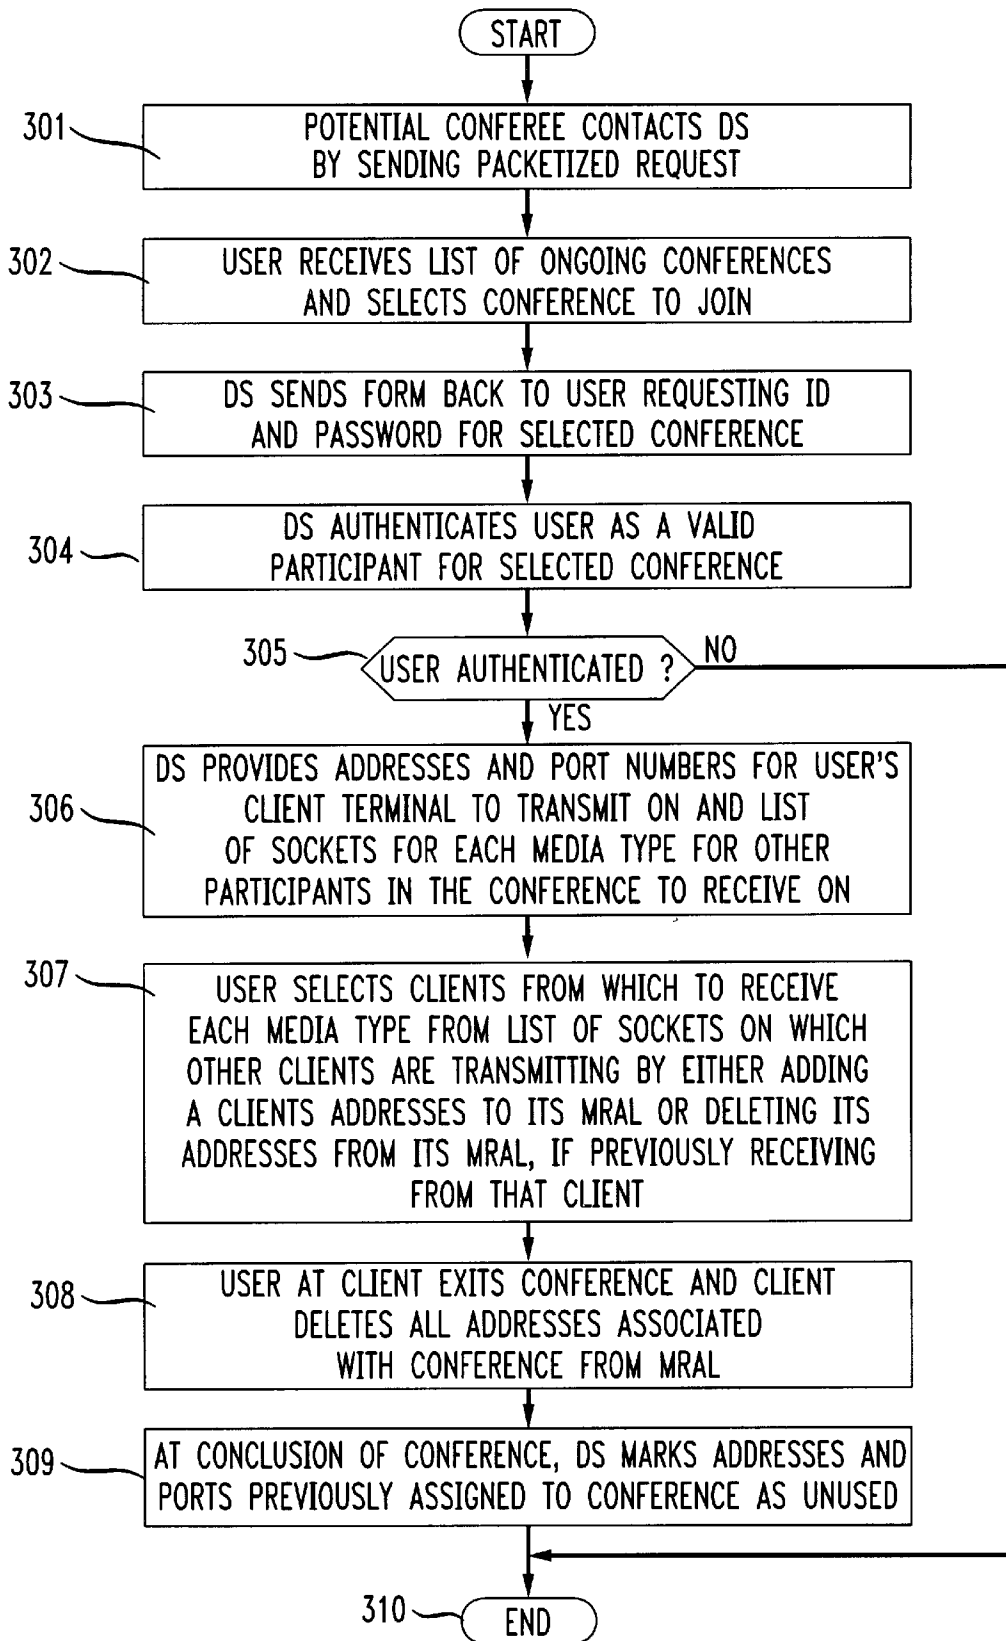 START
301
POTENTIAL CONFEREE CONTACTS DS
BY SENDING PACKETIZED REQUEST
302
USER RECEIVES LIST OF ONGOING CONFERENCES
AND SELECTS CONFERENCE TO JOIN
303
DS SENDS FORM BACK TO USER REQUESTING ID
AND PASSWORD FOR SELECTED CONFERENCE
304
DS AUTHENTICATES USER AS A VALID
PARTICIPANT FOR SELECTED CONFERENCE
305
USER AUTHENTICATED ?
NO
YES
306
DS PROVIDES ADDRESSES AND PORT NUMBERS FOR USER'S
CLIENT TERMINAL TO TRANSMIT ON AND LIST
OF SOCKETS FOR EACH MEDIA TYPE FOR OTHER
PARTICIPANTS IN THE CONFERENCE TO RECEIVE ON
307
USER SELECTS CLIENTS FROM WHICH TO RECEIVE
EACH MEDIA TYPE FROM LIST OF SOCKETS ON WHICH
OTHER CLIENTS ARE TRANSMITTING BY EITHER ADDING
A CLIENTS ADDRESSES TO ITS MRAL OR DELETING ITS
ADDRESSES FROM ITS MRAL, IF PREVIOUSLY RECEIVING
FROM THAT CLIENT
308
USER AT CLIENT EXITS CONFERENCE AND CLIENT
DELETES ALL ADDRESSES ASSOCIATED
WITH CONFERENCE FROM MRAL
309
AT CONCLUSION OF CONFERENCE, DS MARKS ADDRESSES AND
PORTS PREVIOUSLY ASSIGNED TO CONFERENCE AS UNUSED
310
END